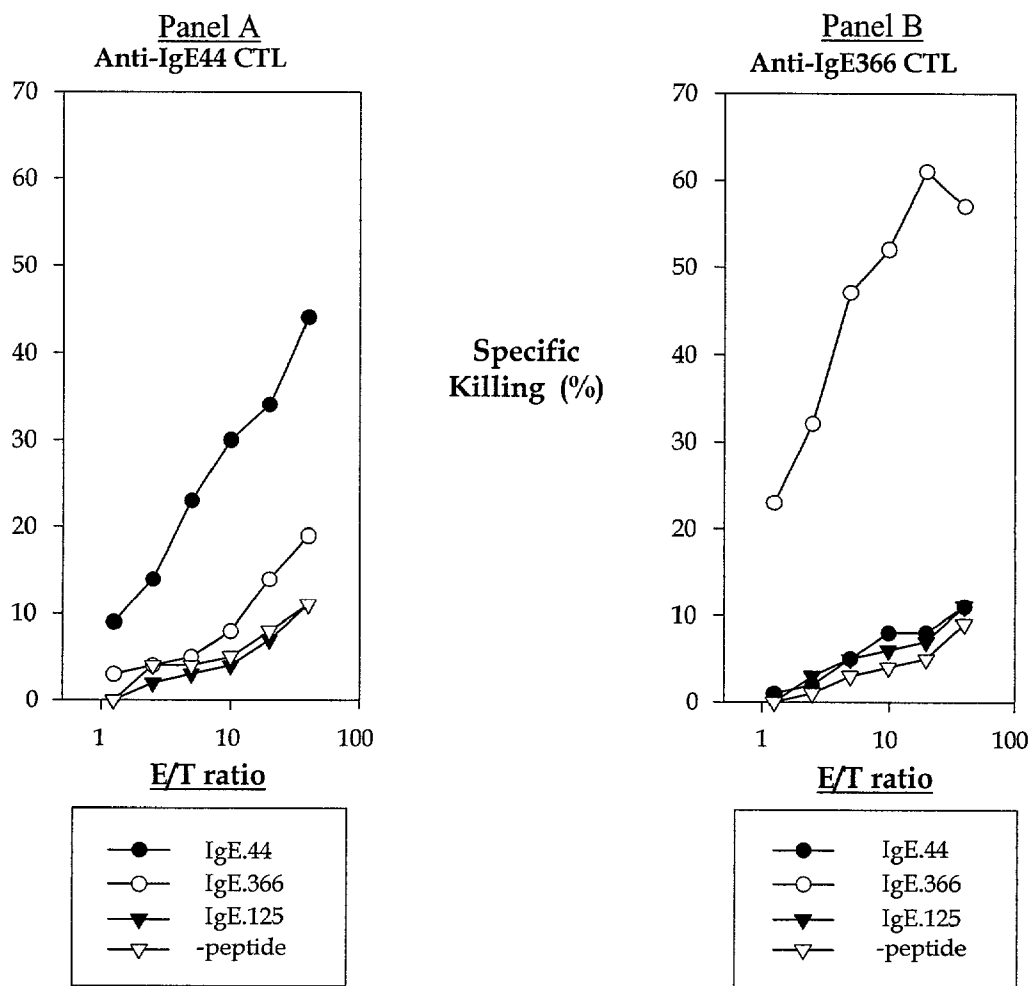 Panel A
Anti-IgE44 CTL
70
60
50
40
30
20
10
0
1 10 100
E/T ratio
IgE.44
IgE.366
IgE.125
-peptide
Specific
Killing (%)
Panel B
Anti-IgE366 CTL
70
60
50
40
30
20
10
0
1 10 100
E/T ratio
IgE.44
IgE.366
IgE.125
-peptide